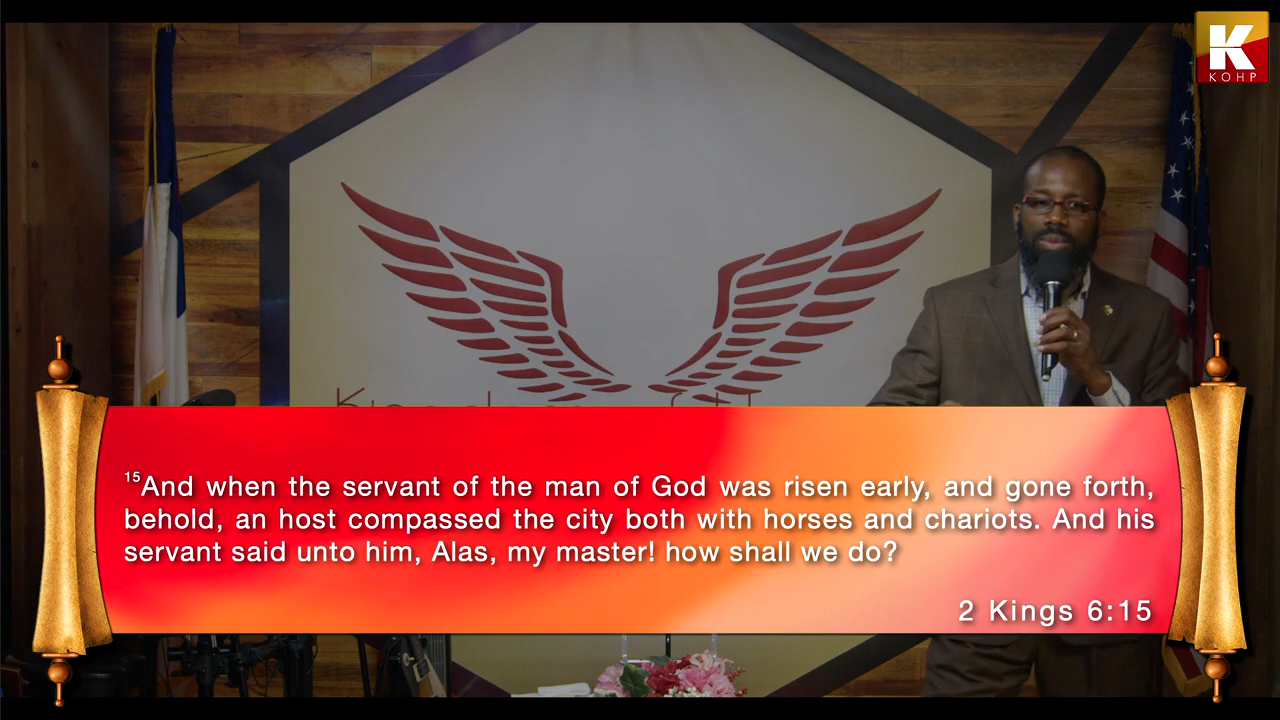 K
KOHP
15And when the servant of the man of God was risen early, and gone forth,
behold, an host compassed the city both with horses and chariots. And his
servant said unto him, Alas, my master! how shall we do?
2 Kings 6:15